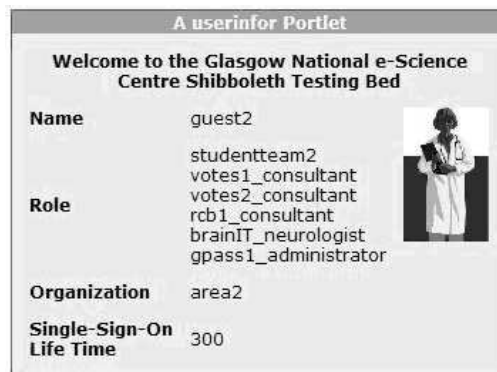 A userinfor Portlet
Welcome to the Glasgow National e-Science
Centre Shibboleth Testing Bed
Name guest2
Role studentteam2
votes1_consultant
votes2_consultant
rcb1_consultant
brainIT_neurologist
gpass1_administrator
Organization area2
Single-Sign-On
Life Time 300